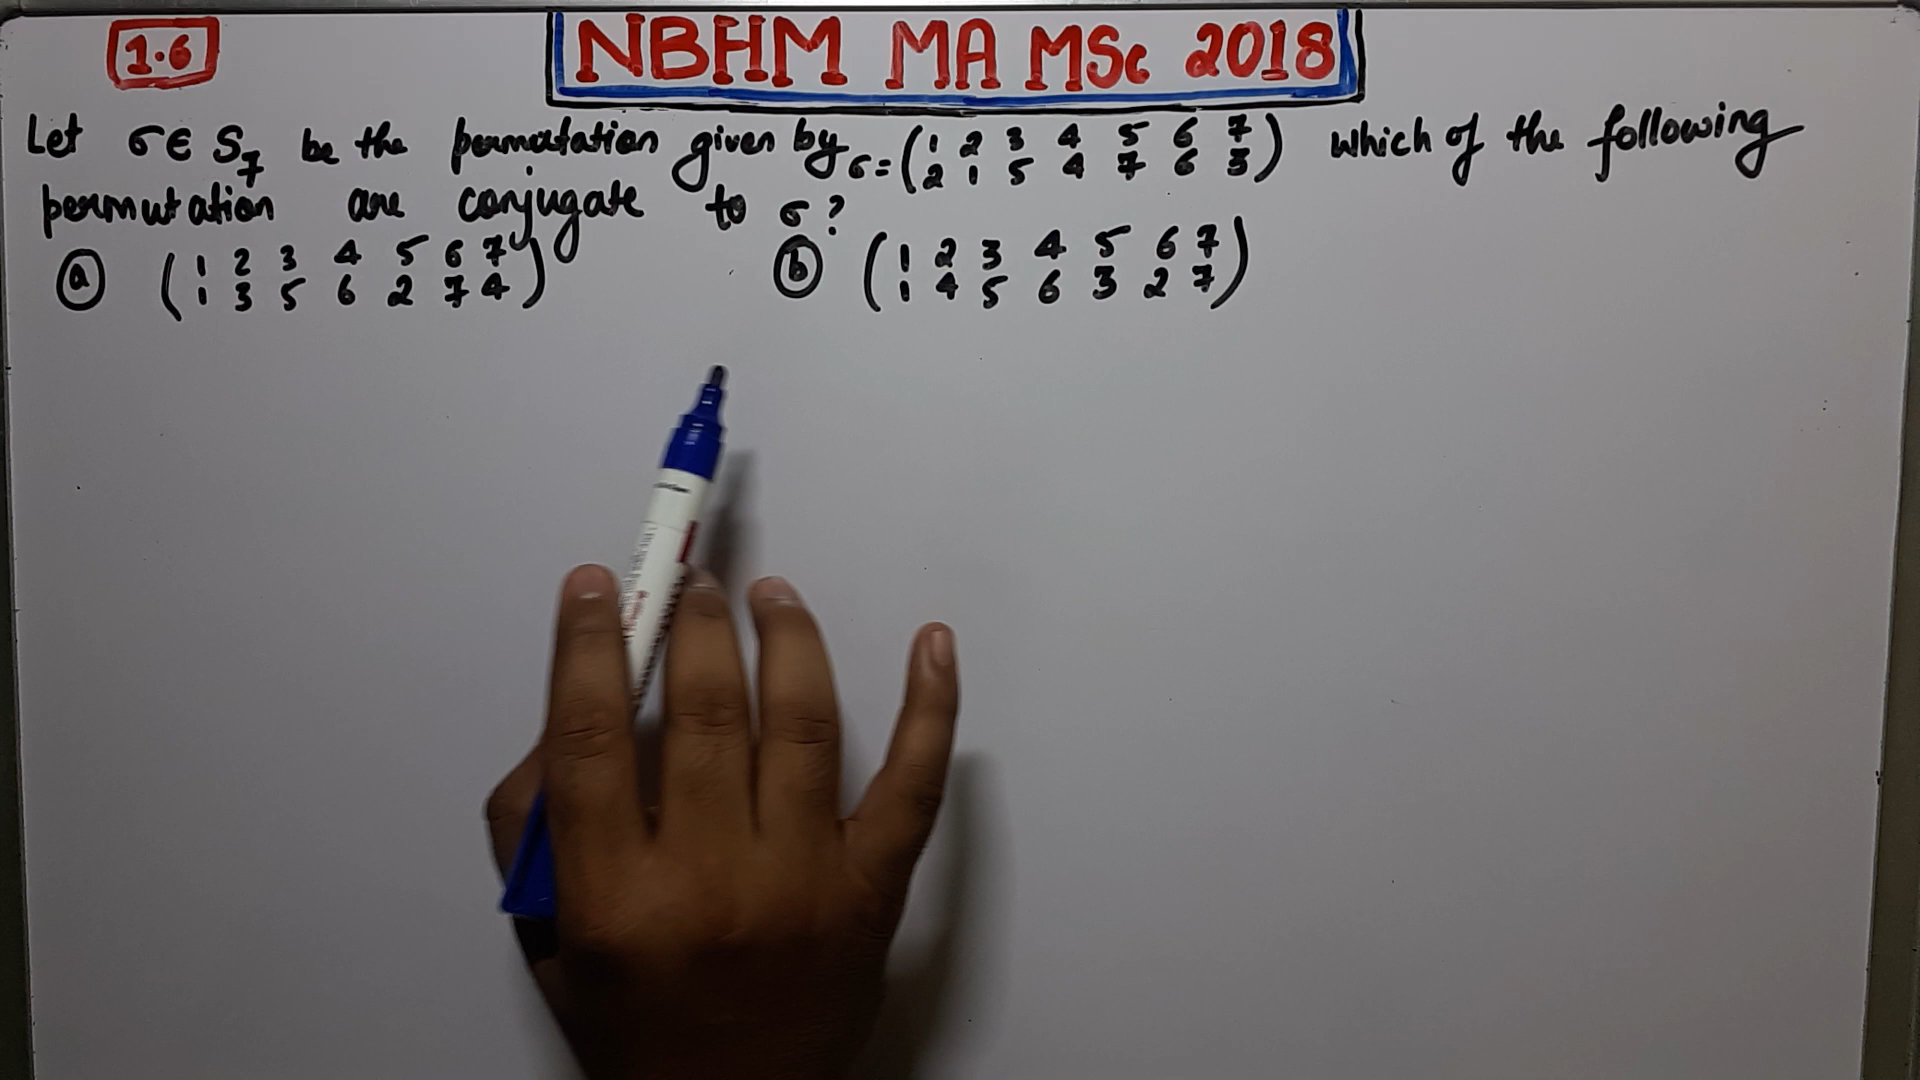 1.6
NBHM MA MSc 2018
Let σ ∈ S₇ be the permutation given by σ = (1 2 3 4 5 6 7 / 2 1 5 4 7 6 3) which of the following
permutation are conjugate to σ?
ⓐ (1 2 3 4 5 6 7 / 1 3 5 6 2 7 4) ⓑ (1 2 3 4 5 6 7 / 1 4 5 6 3 2 7)